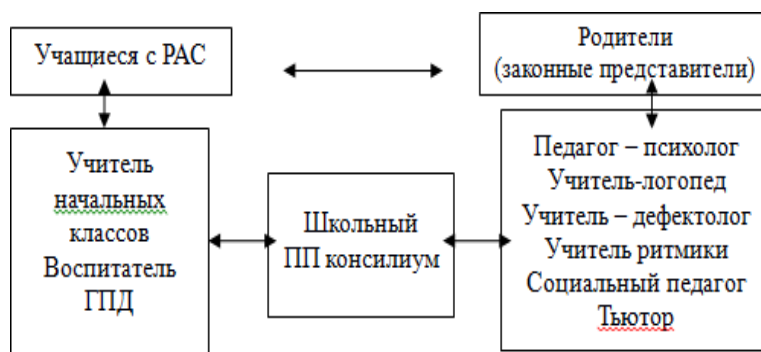 Учащиеся с РАС
Родители
(законные представители)
Учитель
начальных
классов
Воспитатель
ГПД
Школьный
ПП консилиум
Педагог – психолог
Учитель-логопед
Учитель – дефектолог
Учитель ритмики
Социальный педагог
Тьютор